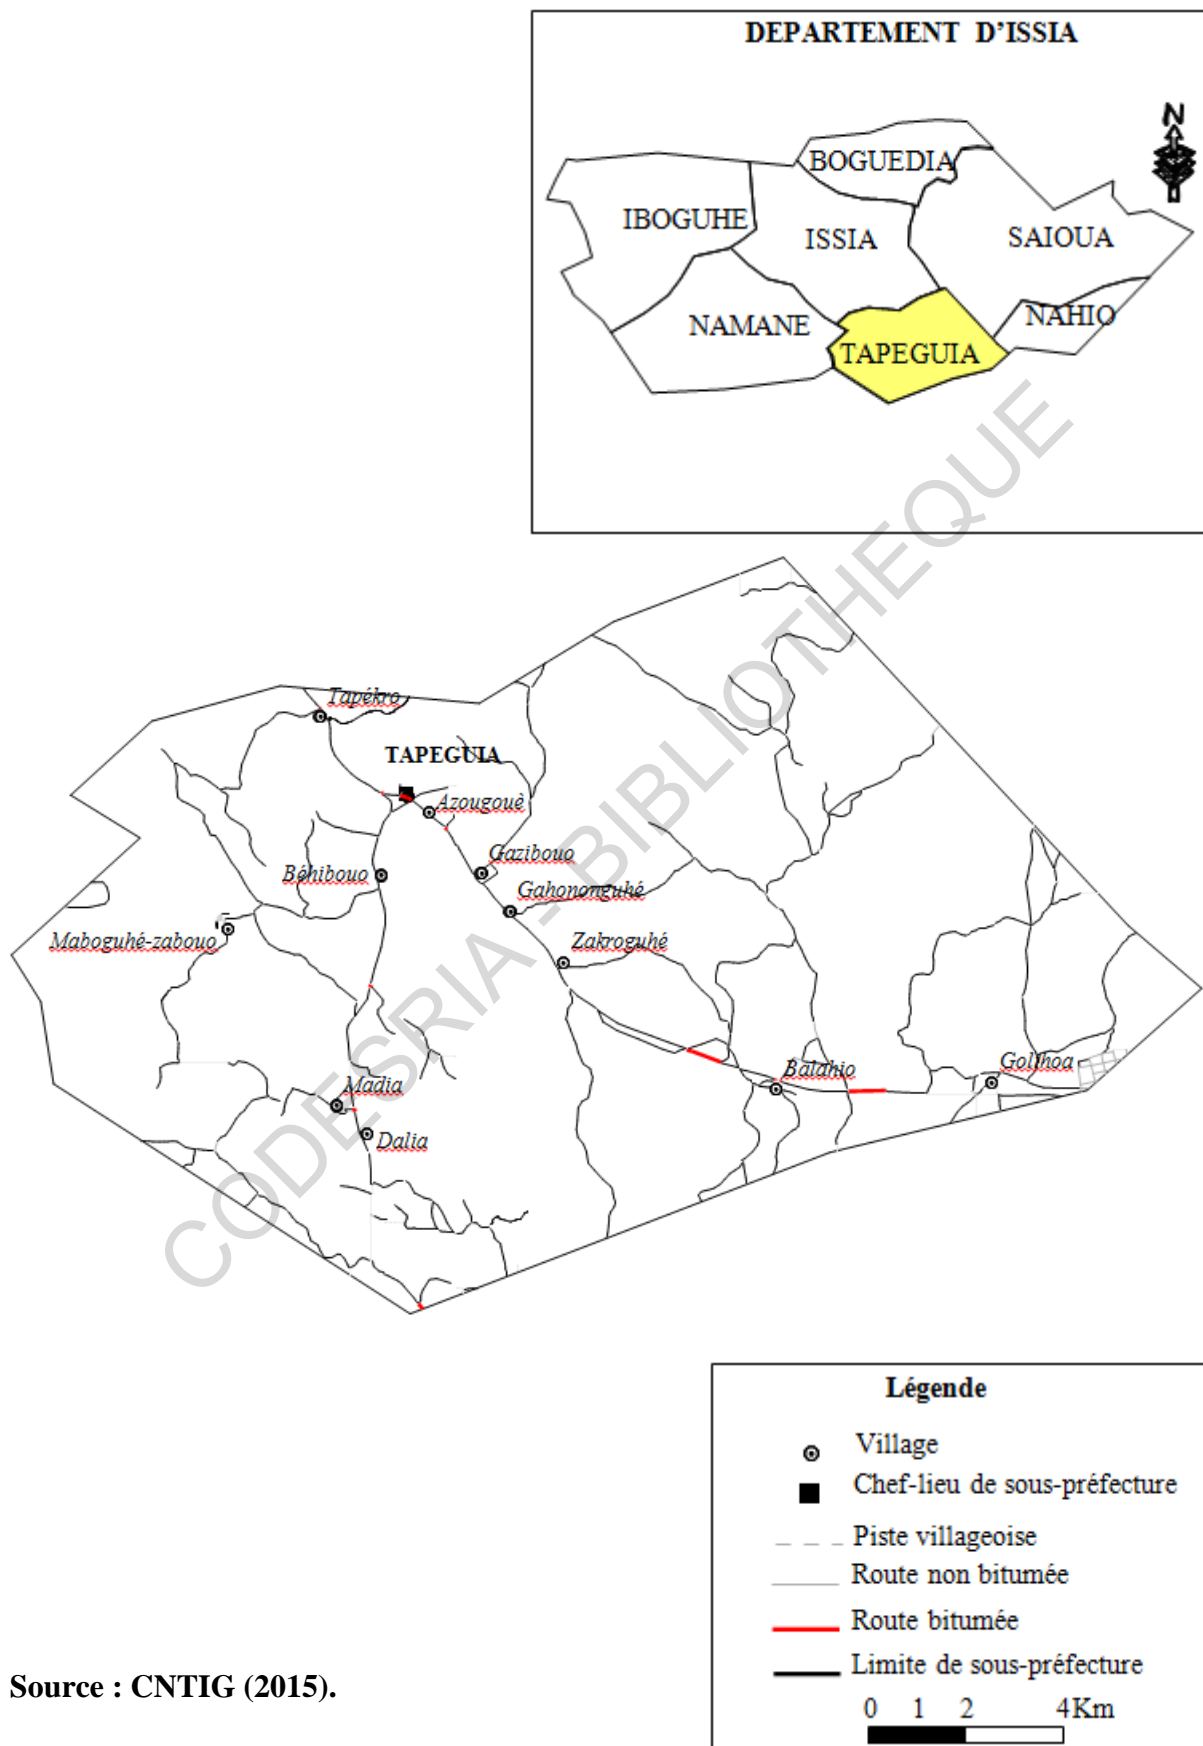 DEPARTEMENT D'ISSIA
N
BOGUEDIA
IBOGUHE
ISSIA
SAIOUA
NAMANE
NAHIO
TAPEGUIA
CODESRIA - BIBLIOTHEQUE
Tapékro
TAPEGUIA
Azougouè
Gazibouo
Béhibouo
Gahononguhé
Maboguhé-zabouo
Zakroguhé
Balahio
Golihoa
Madia
Dalia
Légende
Village
Chef-lieu de sous-préfecture
Piste villageoise
Route non bitumée
Route bitumée
Limite de sous-préfecture
0 1 2 4Km
Source : CNTIG (2015).